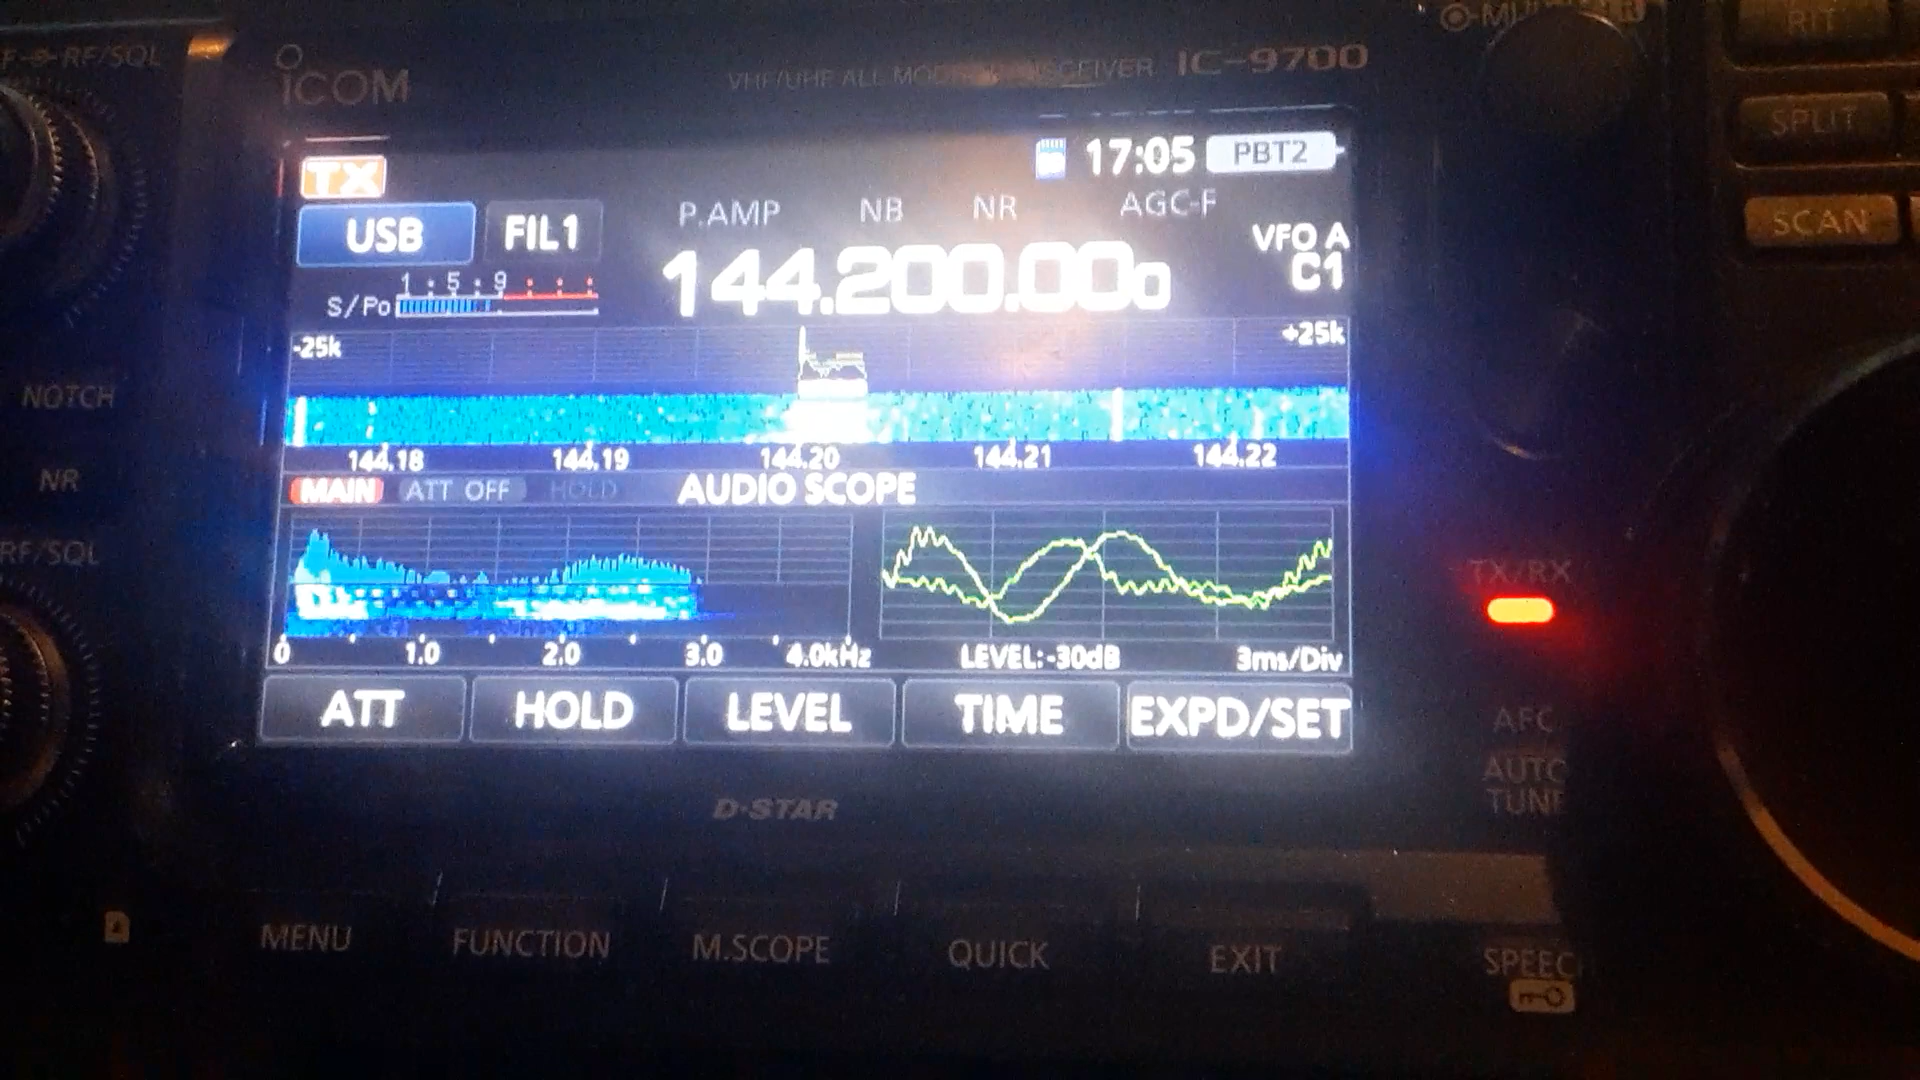 RF/SQL
ICOM
VHF/UHF ALL MODE TRANSCEIVER IC-9700
RIT
SPLIT
SCAN
TX
17:05 PBT2
USB FIL1 P.AMP NB NR AGC-F
VFO A
144.200.000 C1
1 5 9
S/Po
-25k +25k
144.18 144.19 144.20 144.21 144.22
MAIN ATT OFF HOLD AUDIO SCOPE
0 1.0 2.0 3.0 4.0kHz LEVEL:-30dB 3ms/Div
ATT HOLD LEVEL TIME EXPD/SET
NOTCH
NR
RF/SQL
TX/RX
AFC
AUTO
TUNE
D-STAR
MENU FUNCTION M.SCOPE QUICK EXIT
SPEEC